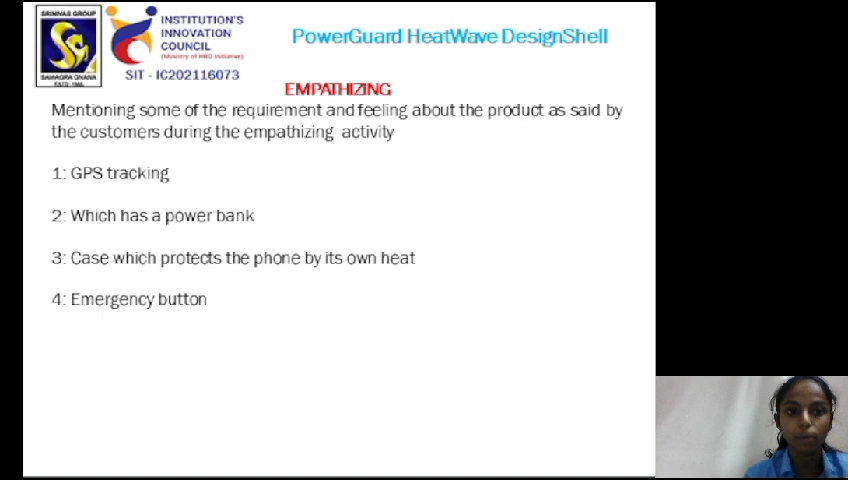 SRINIVAS GROUP
SAMAGRA GNANA
INSTITUTION'S
INNOVATION
COUNCIL
(Ministry of HRD Initiative)
SIT - IC202116073
PowerGuard HeatWave DesignShell
EMPATHIZING
Mentioning some of the requirement and feeling about the product as said by
the customers during the empathizing activity
1: GPS tracking
2: Which has a power bank
3: Case which protects the phone by its own heat
4: Emergency button